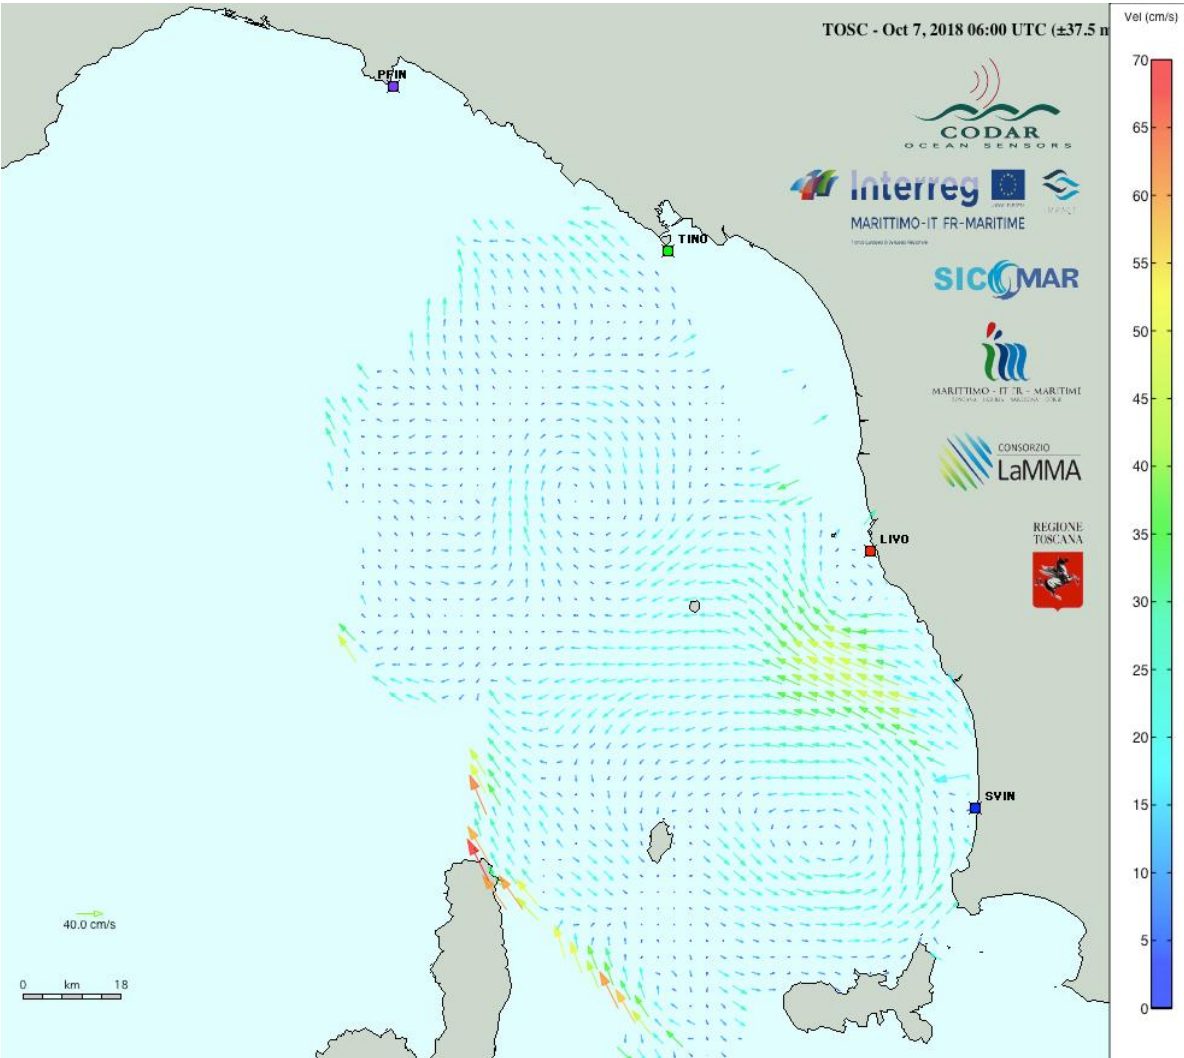 TOSC - Oct 7, 2018 06:00 UTC (±37.5 m
Vel (cm/s)
70
65
60
55
50
45
40
35
30
25
20
15
10
5
0
PFIN
TINO
LIVO
SVIN
CODAR
OCEAN SENSORS
Interreg
MARITTIMO-IT FR-MARITIME
SICOMAR
MARITTIMO - IT FR - MARITIME
CONSORZIO
LaMMA
REGIONE
TOSCANA
40.0 cm/s
0 km 18